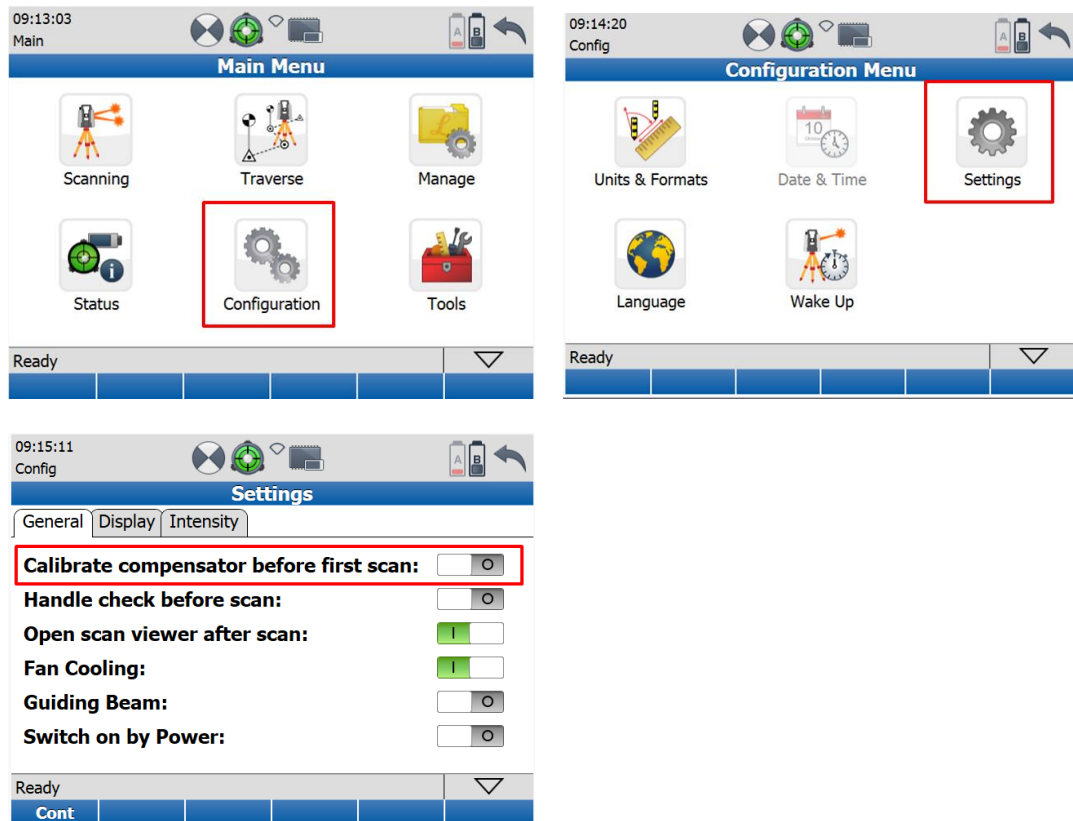 09:13:03
Main
A B
Main Menu
Scanning Traverse Manage
Status Configuration Tools
Ready
09:14:20
Config
A B
Configuration Menu
10
Units & Formats Date & Time Settings
Language Wake Up
Ready
09:15:11
Config
A B
Settings
General Display Intensity
Calibrate compensator before first scan: O
Handle check before scan: O
Open scan viewer after scan: I
Fan Cooling: I
Guiding Beam: O
Switch on by Power: O
Ready
Cont